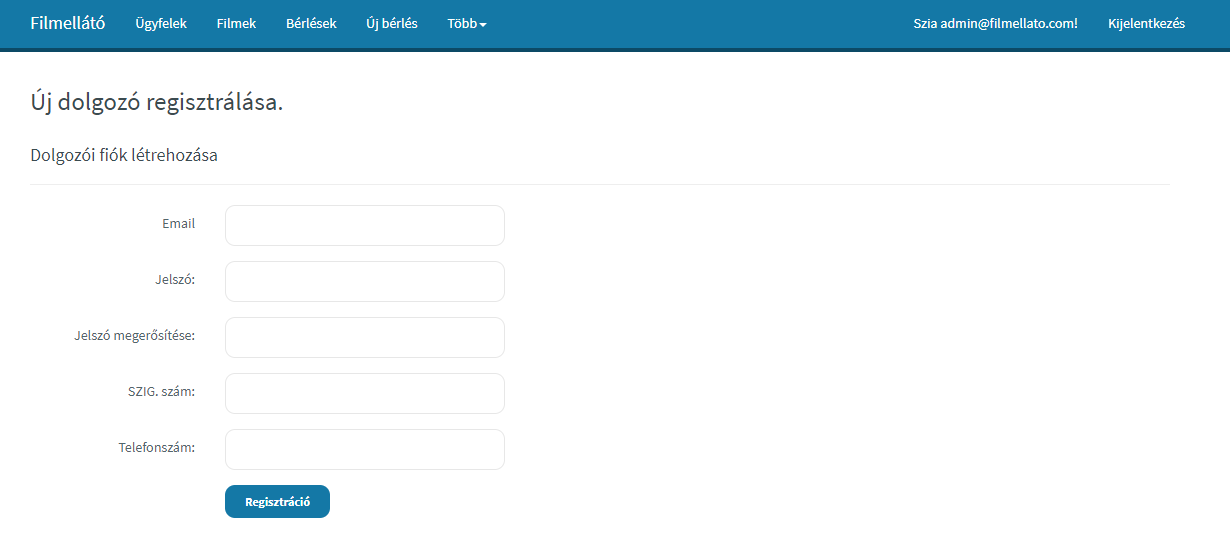 Filmellátó Ügyfelek Filmek Bérlések Új bérlés Több Szia admin@filmellato.com! Kijelentkezés
Új dolgozó regisztrálása.
Dolgozói fiók létrehozása
Email
Jelszó:
Jelszó megerősítése:
SZIG. szám:
Telefonszám:
Regisztráció